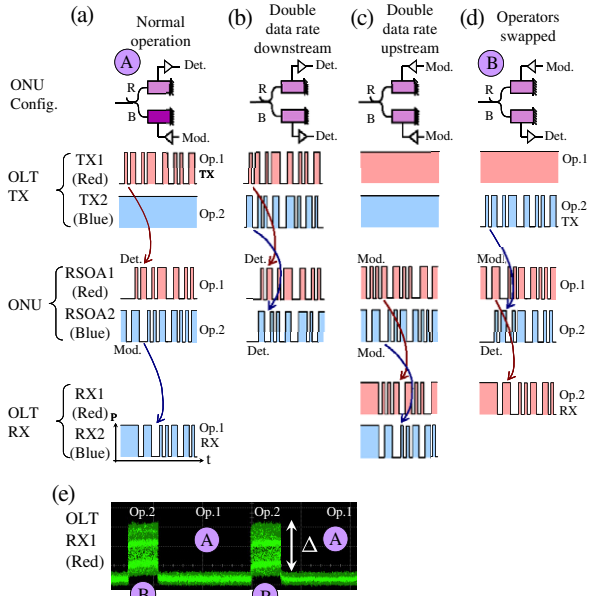 (a)
Normal
operation
(b)
Double
data rate
downstream
(c)
Double
data rate
upstream
(d)
Operators
swapped
ONU
Config.
A
Det.
R
B
Mod.
R
B
Det.
Det.
R
B
Mod.
Mod.
B
Mod.
R
B
Det.
OLT
TX
TX1
(Red)
Op.1
TX
TX2
(Blue)
Op.2
Op.1
Op.2
TX
ONU
RSOA1
(Red)
Det.
Op.1
RSOA2
(Blue)
Op.2
Mod.
Det.
Det.
Mod.
Mod.
Mod.
Op.1
Op.2
Det.
OLT
RX
RX1
(Red)
RX2
(Blue)
P
t
Op.1
RX
Op.2
RX
(e)
OLT
RX1
(Red)
Op.2
Op.1
Op.2
Op.1
A
Δ
A
B
B